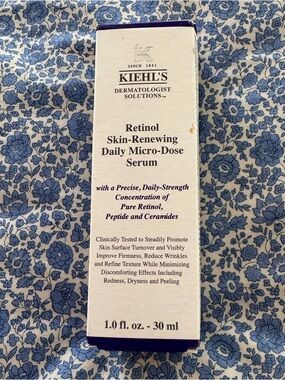 SINCE 1851
KIEHL'S
DERMATOLOGIST
SOLUTIONS™
Retinol
Skin-Renewing
Daily Micro-Dose
Serum
with a Precise, Daily-Strength
Concentration of
Pure Retinol,
Peptide and Ceramides
Clinically Tested to Steadily Promote
Skin Surface Turnover and Visibly
Improve Firmness, Reduce Wrinkles
and Refine Texture While Minimizing
Discomforting Effects Including
Redness, Dryness and Peeling
1.0 fl. oz. - 30 ml